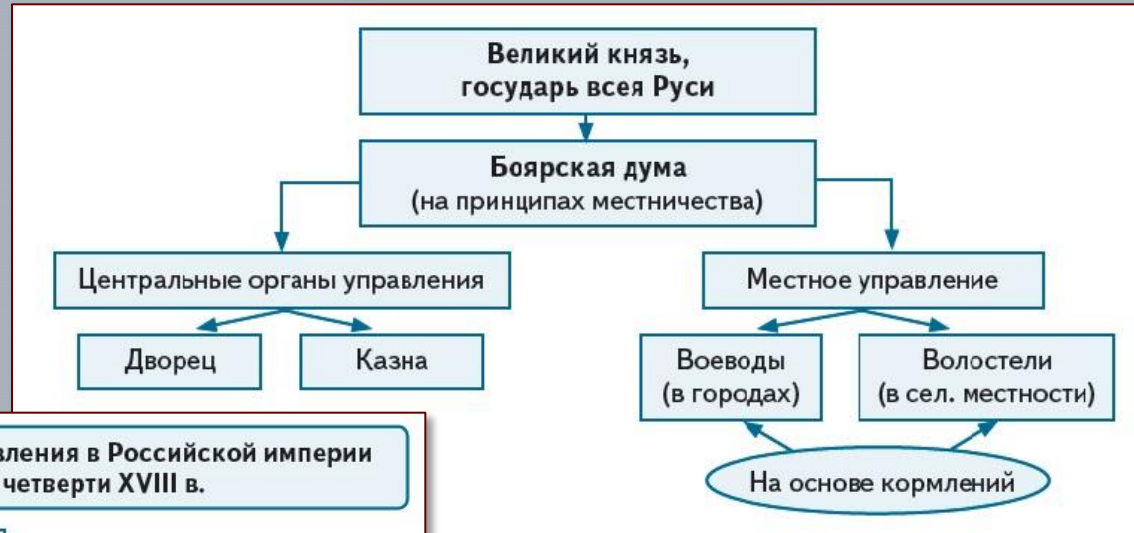 Великий князь,
государь всея Руси
Боярская дума
(на принципах местничества)
Центральные органы управления
Местное управление
Дворец
Казна
Воеводы
(в городах)
Волостели
(в сел. местности)
На основе кормлений
вления в Российской империи
четверти XVIII в.